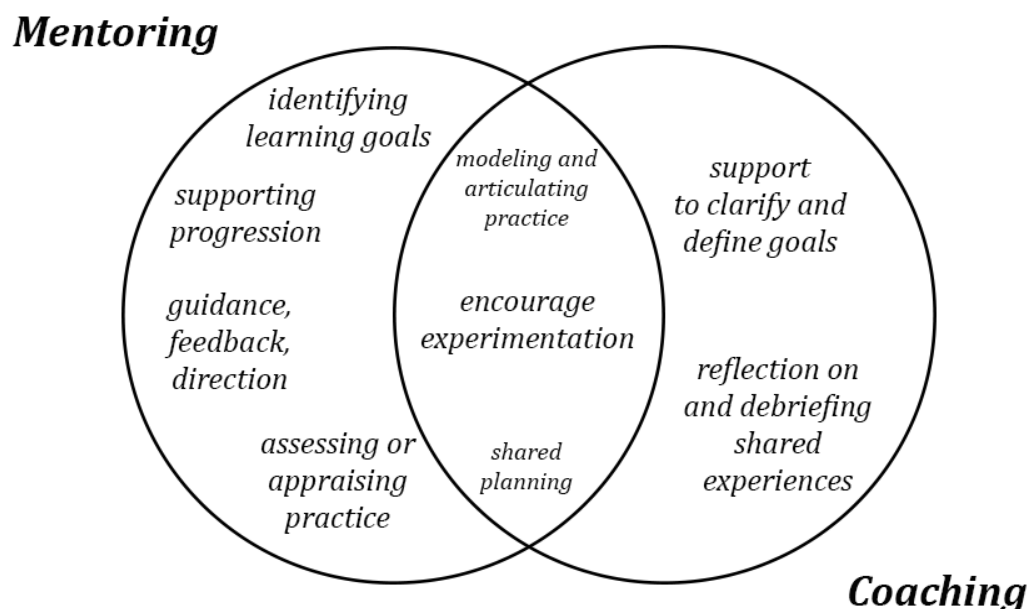 Mentoring
identifying
learning goals
supporting
progression
guidance,
feedback,
direction
assessing or
appraising
practice
modeling and
articulating
practice
encourage
experimentation
shared
planning
support
to clarify and
define goals
reflection on
and debriefing
shared
experiences
Coaching